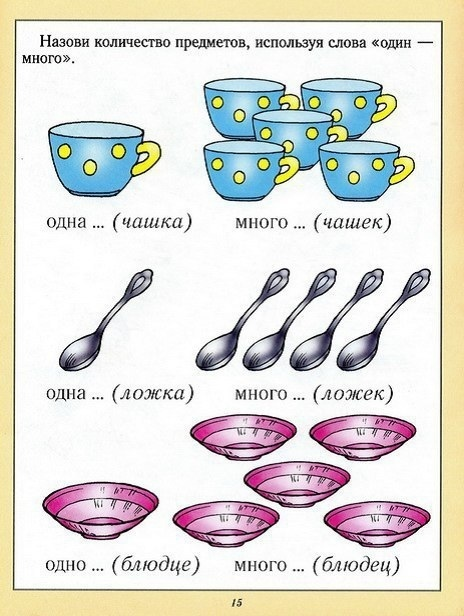 Назови количество предметов, используя слова «один —
много».
одна ... (чашка) много ... (чашек)
одна ... (ложка) много ... (ложек)
одно ... (блюдце) много ... (блюдец)
15